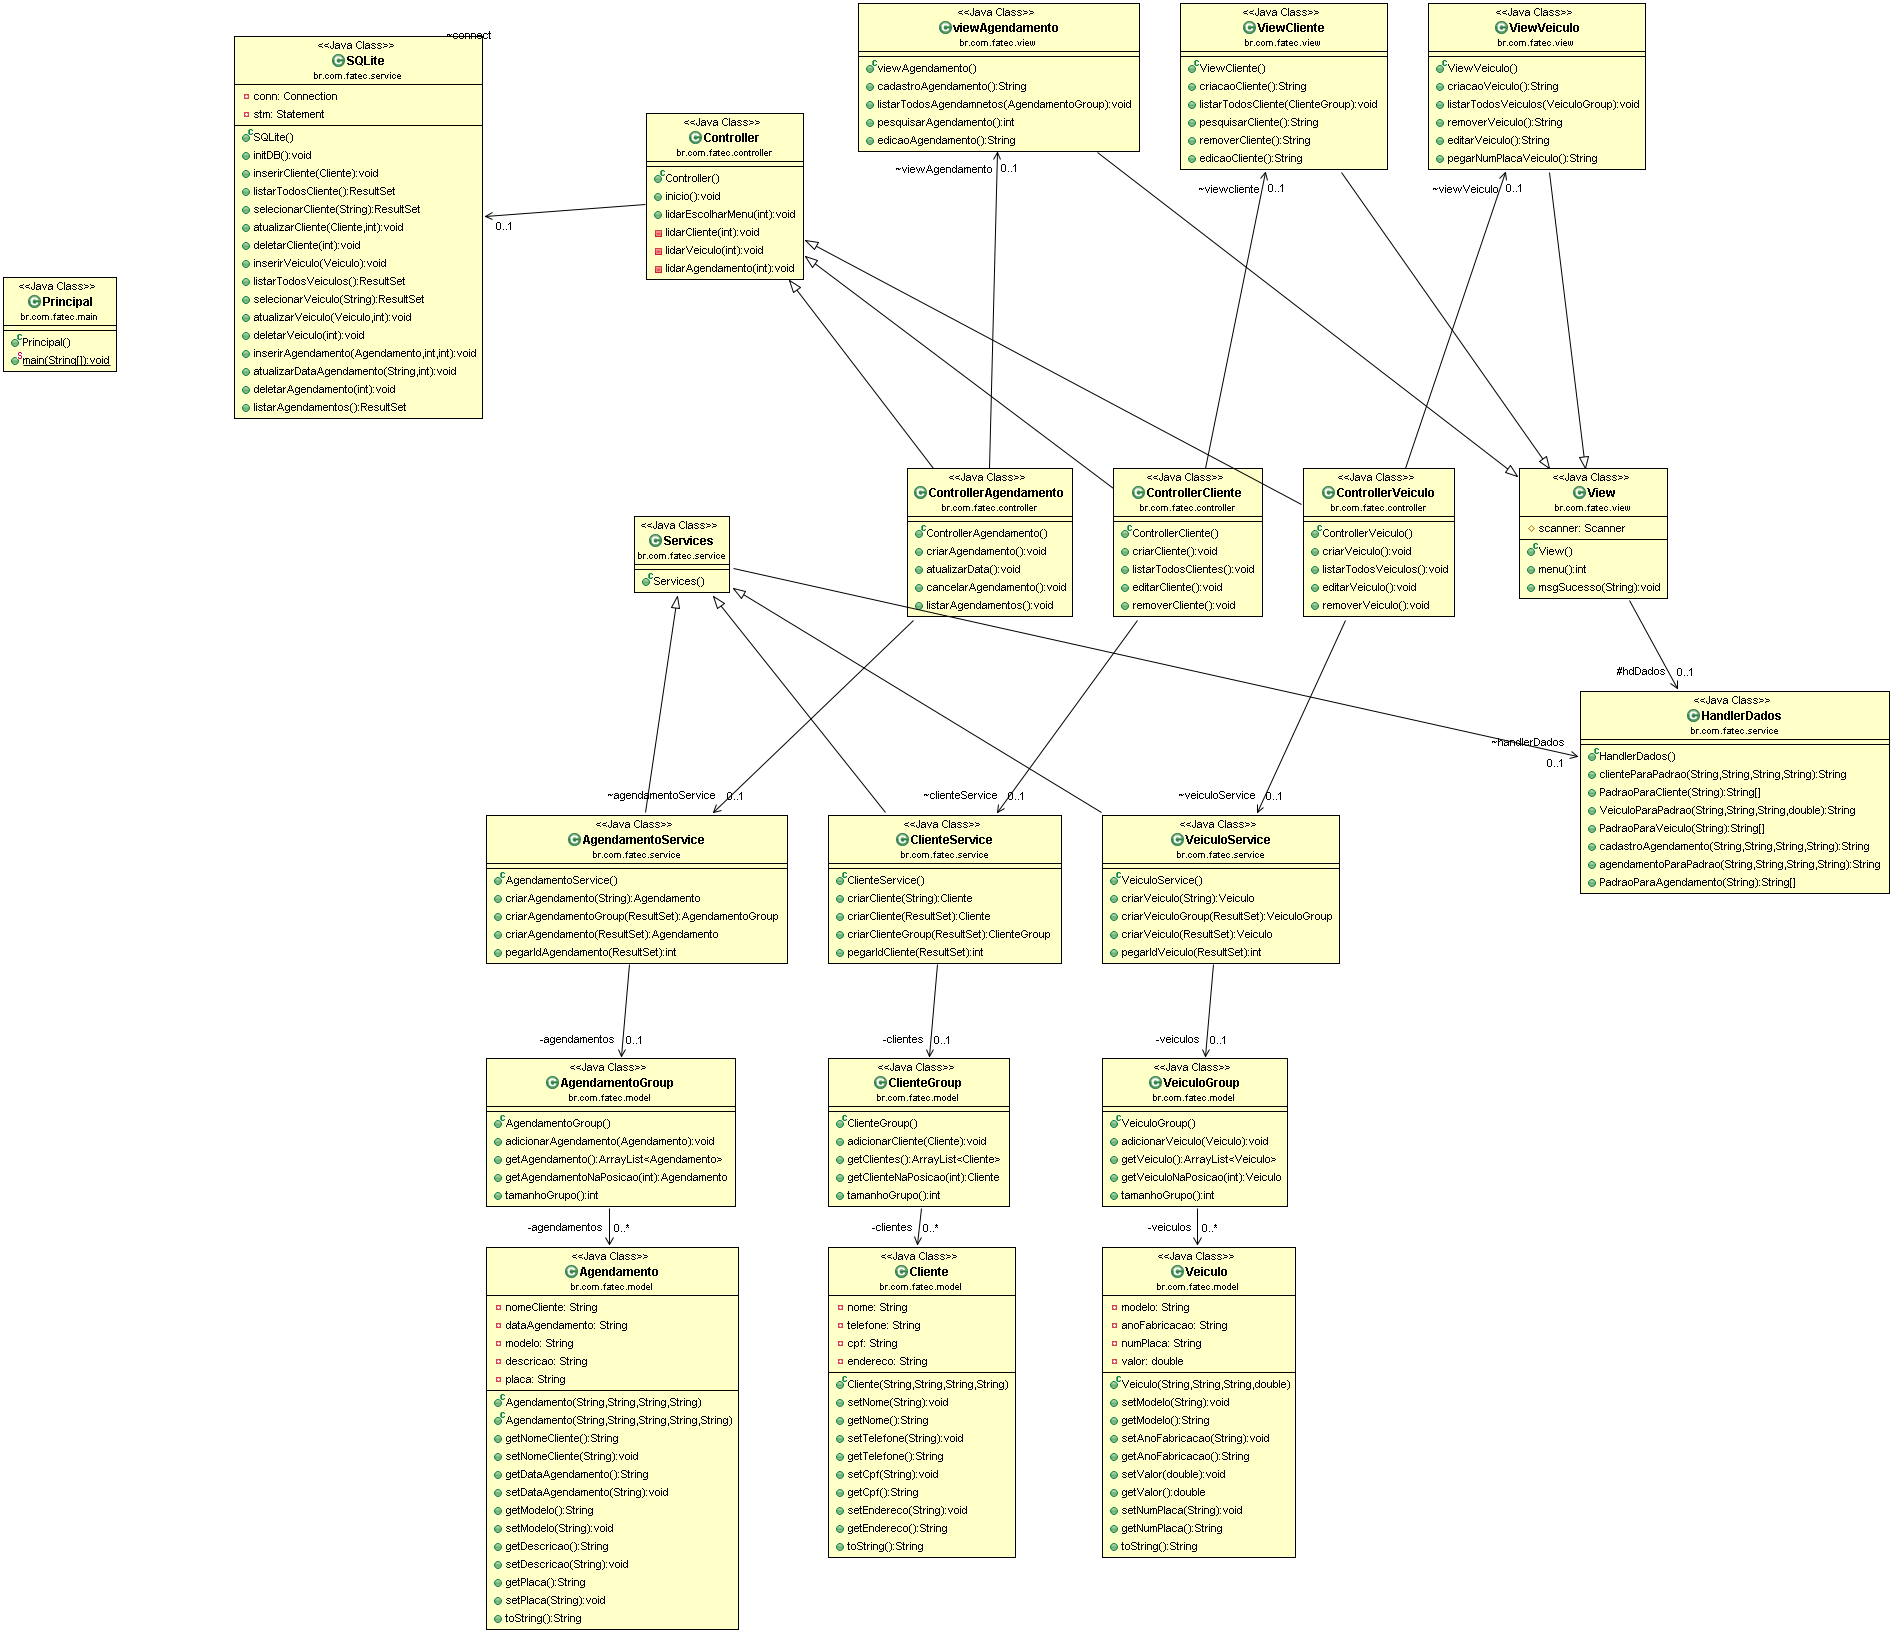 <<Java Class>>
viewAgendamento
br.com.fatec.view
viewAgendamento()
cadastroAgendamento():String
listarTodosAgendamnetos(AgendamentoGroup):void
pesquisarAgendamento():int
edicaoAgendamento():String
<<Java Class>>
ViewCliente
br.com.fatec.view
ViewCliente()
criacaoCliente():String
listarTodosCliente(ClienteGroup):void
pesquisarCliente():String
removerCliente():String
edicaoCliente():String
<<Java Class>>
ViewVeiculo
br.com.fatec.view
ViewVeiculo()
criacaoVeiculo():String
listarTodosVeiculos(VeiculoGroup):void
removerVeiculo():String
editarVeiculo():String
pegarNumPlacaVeiculo():String
~connect
<<Java Class>>
SQLite
br.com.fatec.service
conn: Connection
stm: Statement
SQLite()
initDB():void
inserirCliente(Cliente):void
listarTodosCliente():ResultSet
selecionarCliente(String):ResultSet
atualizarCliente(Cliente,int):void
deletarCliente(int):void
inserirVeiculo(Veiculo):void
listarTodosVeiculos():ResultSet
selecionarVeiculo(String):ResultSet
atualizarVeiculo(Veiculo,int):void
deletarVeiculo(int):void
inserirAgendamento(Agendamento,int,int):void
atualizarDataAgendamento(String,int):void
deletarAgendamento(int):void
listarAgendamentos():ResultSet
0..1
<<Java Class>>
Controller
br.com.fatec.controller
Controller()
inicio():void
lidarEscolharMenu(int):void
lidarCliente(int):void
lidarVeiculo(int):void
lidarAgendamento(int):void
~viewAgendamento 0..1
~viewcliente 0..1
~viewVeiculo 0..1
<<Java Class>>
Principal
br.com.fatec.main
Principal()
main(String[]):void
<<Java Class>>
ControllerAgendamento
br.com.fatec.controller
ControllerAgendamento()
criarAgendamento():void
atualizarData():void
cancelarAgendamento():void
listarAgendamentos():void
<<Java Class>>
ControllerCliente
br.com.fatec.controller
ControllerCliente()
criarCliente():void
listarTodosClientes():void
editarCliente():void
removerCliente():void
<<Java Class>>
ControllerVeiculo
br.com.fatec.controller
ControllerVeiculo()
criarVeiculo():void
listarTodosVeiculos():void
editarVeiculo():void
removerVeiculo():void
<<Java Class>>
View
br.com.fatec.view
scanner: Scanner
View()
menu():int
msgSucesso(String):void
<<Java Class>>
Services
br.com.fatec.service
Services()
#hdDados 0..1
~handlerDados
0..1
<<Java Class>>
HandlerDados
br.com.fatec.service
HandlerDados()
clienteParaPadrao(String,String,String,String):String
PadraoParaCliente(String):String[]
VeiculoParaPadrao(String,String,String,double):String
PadraoParaVeiculo(String):String[]
cadastroAgendamento(String,String,String,String):String
agendamentoParaPadrao(String,String,String,String):String
PadraoParaAgendamento(String):String[]
~agendamentoService 0..1
~clienteService 0..1
~veiculoService 0..1
<<Java Class>>
AgendamentoService
br.com.fatec.service
AgendamentoService()
criarAgendamento(String):Agendamento
criarAgendamentoGroup(ResultSet):AgendamentoGroup
criarAgendamento(ResultSet):Agendamento
pegarIdAgendamento(ResultSet):int
<<Java Class>>
ClienteService
br.com.fatec.service
ClienteService()
criarCliente(String):Cliente
criarCliente(ResultSet):Cliente
criarClienteGroup(ResultSet):ClienteGroup
pegarIdCliente(ResultSet):int
<<Java Class>>
VeiculoService
br.com.fatec.service
VeiculoService()
criarVeiculo(String):Veiculo
criarVeiculoGroup(ResultSet):VeiculoGroup
criarVeiculo(ResultSet):Veiculo
pegarIdVeiculo(ResultSet):int
-agendamentos 0..1
-clientes 0..1
-veiculos 0..1
<<Java Class>>
AgendamentoGroup
br.com.fatec.model
AgendamentoGroup()
adicionarAgendamento(Agendamento):void
getAgendamento():ArrayList<Agendamento>
getAgendamentoNaPosicao(int):Agendamento
tamanhoGrupo():int
<<Java Class>>
ClienteGroup
br.com.fatec.model
ClienteGroup()
adicionarCliente(Cliente):void
getClientes():ArrayList<Cliente>
getClienteNaPosicao(int):Cliente
tamanhoGrupo():int
<<Java Class>>
VeiculoGroup
br.com.fatec.model
VeiculoGroup()
adicionarVeiculo(Veiculo):void
getVeiculo():ArrayList<Veiculo>
getVeiculoNaPosicao(int):Veiculo
tamanhoGrupo():int
-agendamentos 0..*
-clientes 0..*
-veiculos 0..*
<<Java Class>>
Agendamento
br.com.fatec.model
nomeCliente: String
dataAgendamento: String
modelo: String
descricao: String
placa: String
Agendamento(String,String,String,String)
Agendamento(String,String,String,String,String)
getNomeCliente():String
setNomeCliente(String):void
getDataAgendamento():String
setDataAgendamento(String):void
getModelo():String
setModelo(String):void
getDescricao():String
setDescricao(String):void
getPlaca():String
setPlaca(String):void
toString():String
<<Java Class>>
Cliente
br.com.fatec.model
nome: String
telefone: String
cpf: String
endereco: String
Cliente(String,String,String,String)
setNome(String):void
getNome():String
setTelefone(String):void
getTelefone():String
setCpf(String):void
getCpf():String
setEndereco(String):void
getEndereco():String
toString():String
<<Java Class>>
Veiculo
br.com.fatec.model
modelo: String
anoFabricacao: String
numPlaca: String
valor: double
Veiculo(String,String,String,double)
setModelo(String):void
getModelo():String
setAnoFabricacao(String):void
getAnoFabricacao():String
setValor(double):void
getValor():double
setNumPlaca(String):void
getNumPlaca():String
toString():String